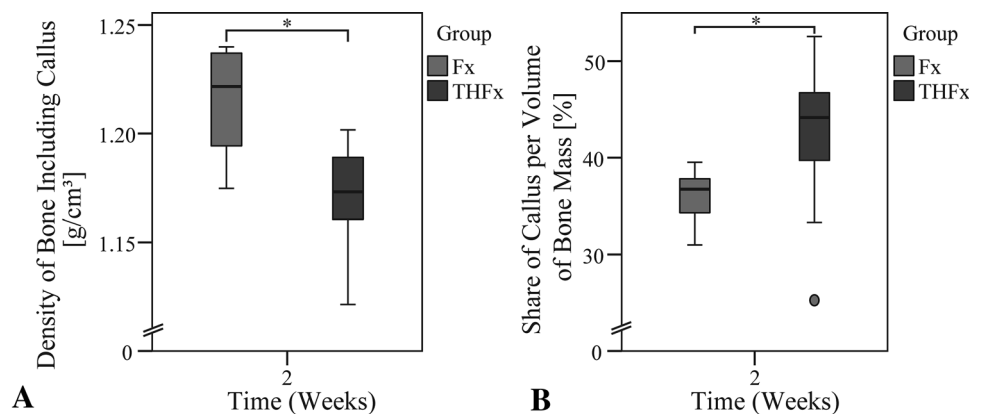 Density of Bone Including Callus
[g/cm³]
1.25
1.20
1.15
0
*
Group
Fx
THFx
2
Time (Weeks)
A
Share of Callus per Volume
of Bone Mass [%]
50
40
30
0
*
Group
Fx
THFx
2
Time (Weeks)
B